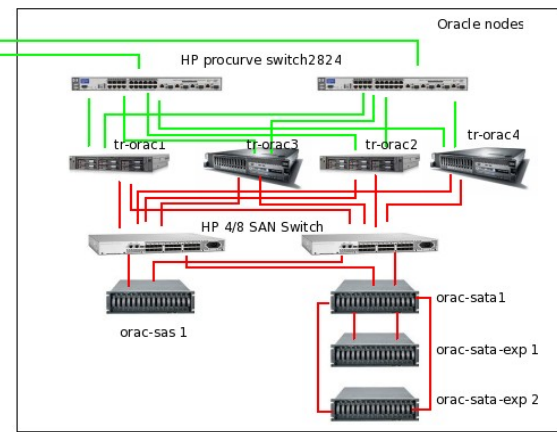 Oracle nodes
HP procurve switch2824
tr-orac1
tr-orac3
tr-orac2
tr-orac4
HP 4/8 SAN Switch
orac-sas 1
orac-sata1
orac-sata-exp 1
orac-sata-exp 2